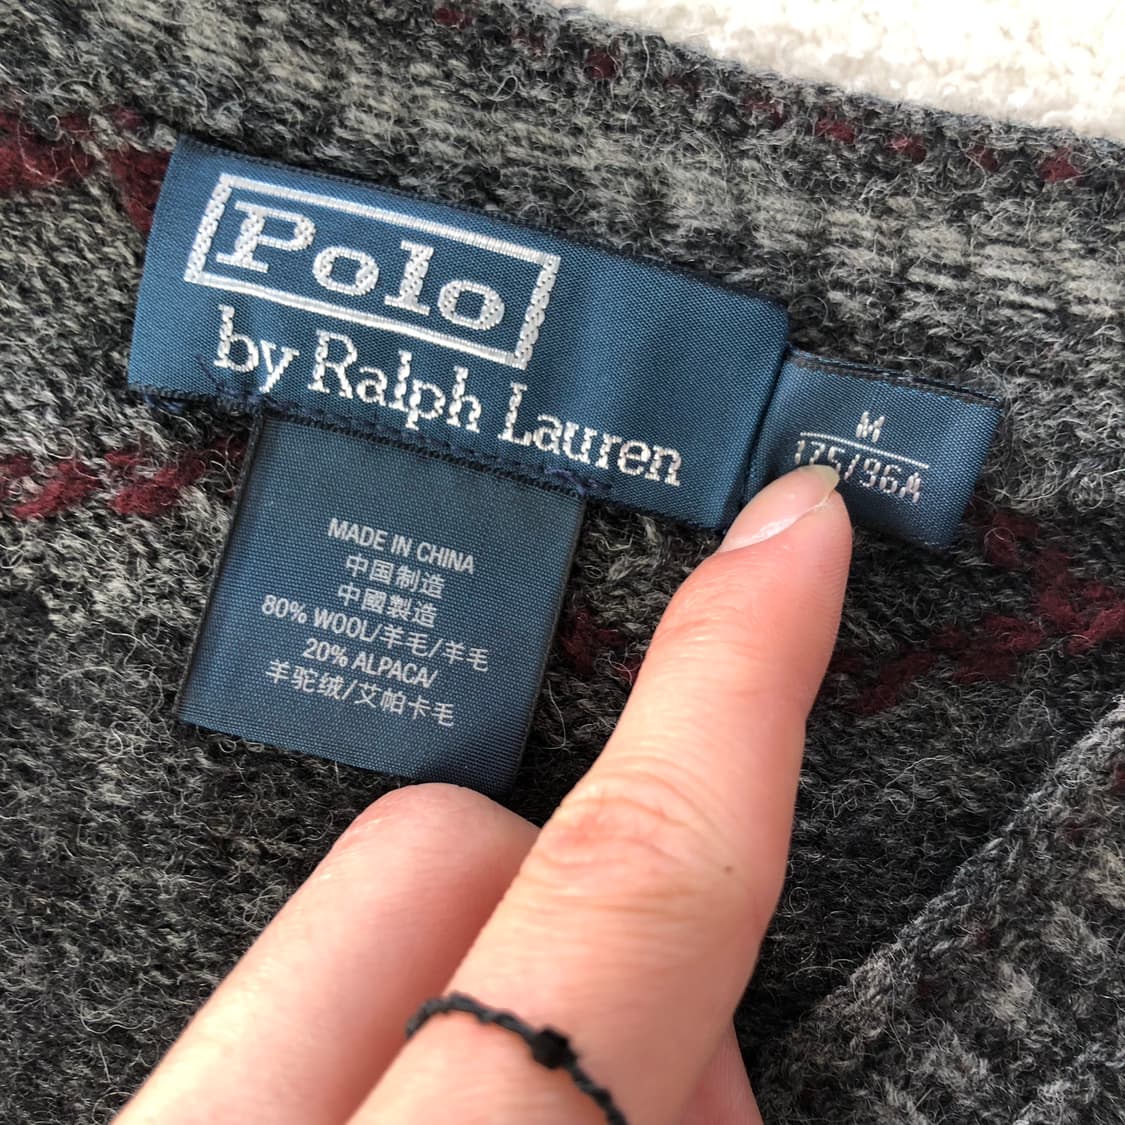 Polo
by Ralph Lauren
M
175/96A
MADE IN CHINA
中国制造
中國製造
80% WOOL/羊毛/羊毛
20% ALPACA/
羊驼绒/艾帕卡毛